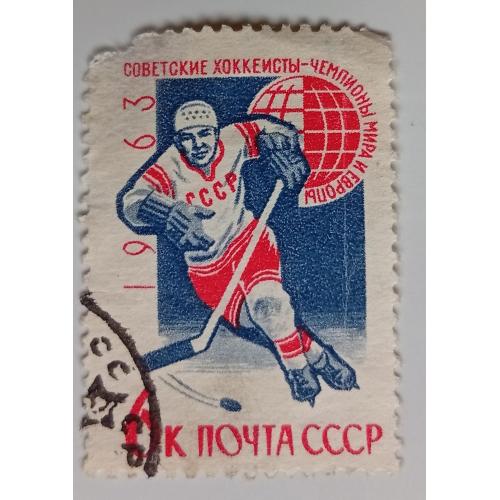 СОВЕТСКИЕ ХОККЕИСТЫ-ЧЕМПИОНЫ МИРА И ЕВРОПЫ
1963
СССР
К ПОЧТА СССР